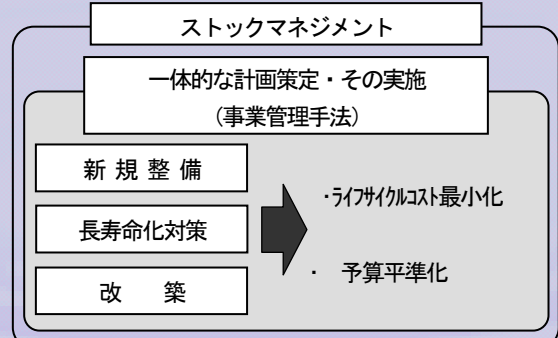 ストックマネジメント
一体的な計画策定・その実施
（事業管理手法）
新 規 整 備
長寿命化対策
改　　築
・ﾗｲﾌｻｲｸﾙｺｽﾄ最小化
・　予算平準化